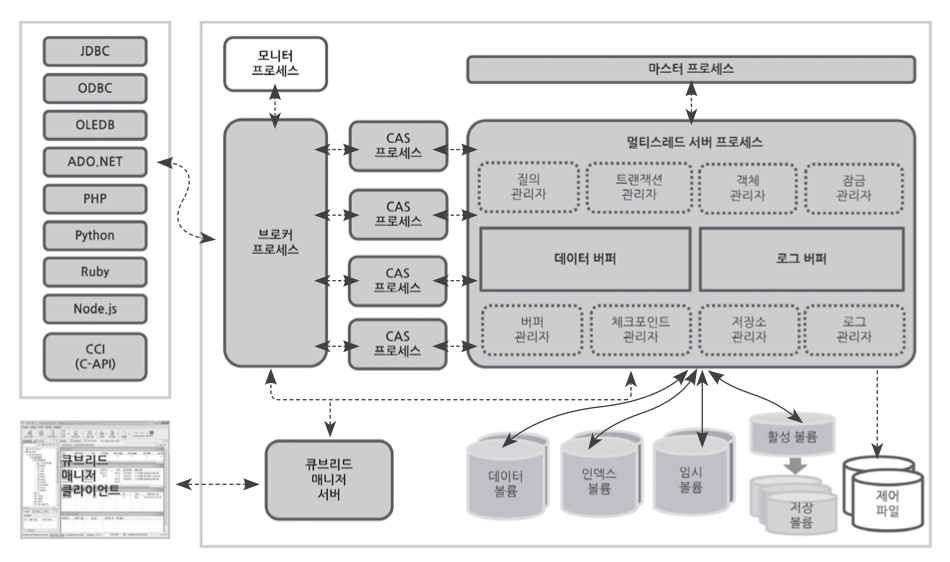 JDBC
ODBC
OLEDB
ADO.NET
PHP
Python
Ruby
Node.js
CCI
(C-API)
큐브리드
매니저
클라이언트
모니터
프로세스
브로커
프로세스
CAS
프로세스
CAS
프로세스
CAS
프로세스
CAS
프로세스
마스터 프로세스
멀티스레드 서버 프로세스
질의
관리자
트랜잭션
관리자
객체
관리자
잠금
관리자
데이터 버퍼
로그 버퍼
버퍼
관리자
체크포인트
관리자
저장소
관리자
로그
관리자
큐브리드
매니저
서버
데이터
볼륨
인덱스
볼륨
임시
볼륨
활성 볼륨
저장
볼륨
제어
파일